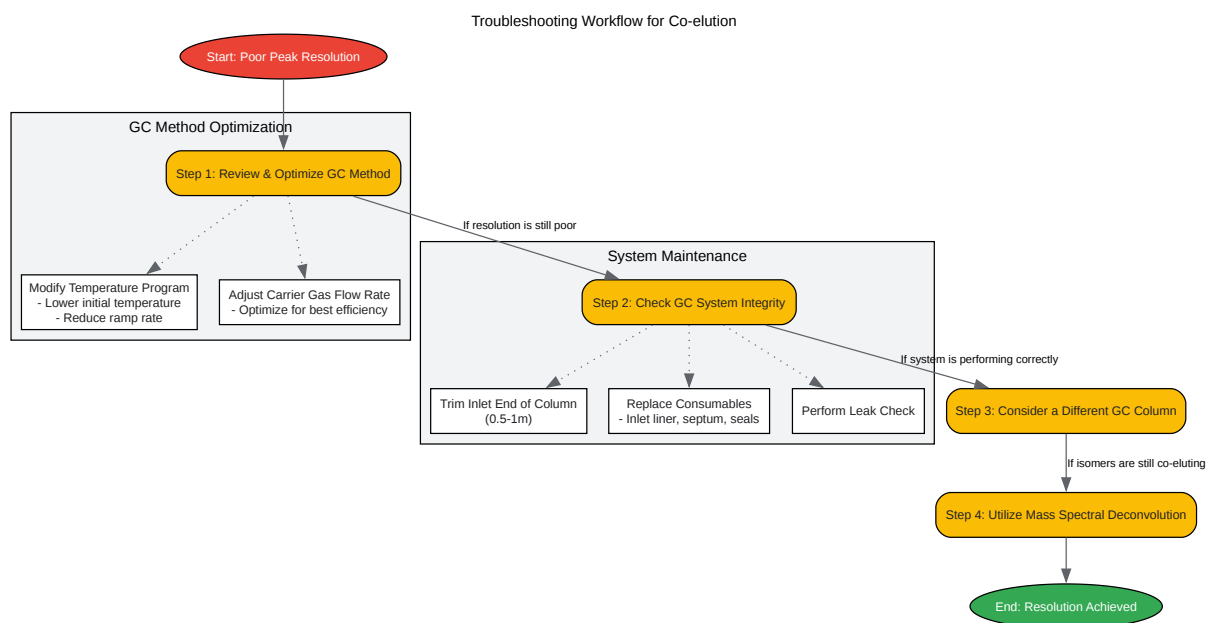 Troubleshooting Workflow for Co-elution
Start: Poor Peak Resolution
GC Method Optimization
Step 1: Review & Optimize GC Method
If resolution is still poor
Modify Temperature Program
- Lower initial temperature
- Reduce ramp rate
Adjust Carrier Gas Flow Rate
- Optimize for best efficiency
System Maintenance
Step 2: Check GC System Integrity
If system is performing correctly
Trim Inlet End of Column
(0.5-1m)
Replace Consumables
- Inlet liner, septum, seals
Perform Leak Check
Step 3: Consider a Different GC Column
If isomers are still co-eluting
Step 4: Utilize Mass Spectral Deconvolution
End: Resolution Achieved